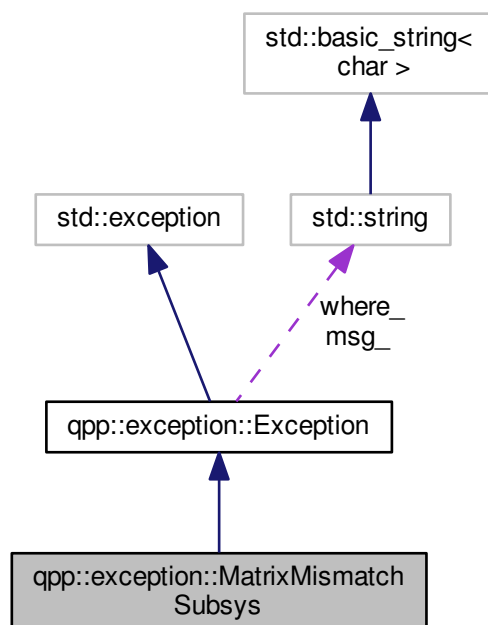 std::basic_string<
char >
std::exception
std::string
where_
msg_
qpp::exception::Exception
qpp::exception::MatrixMismatch
Subsys